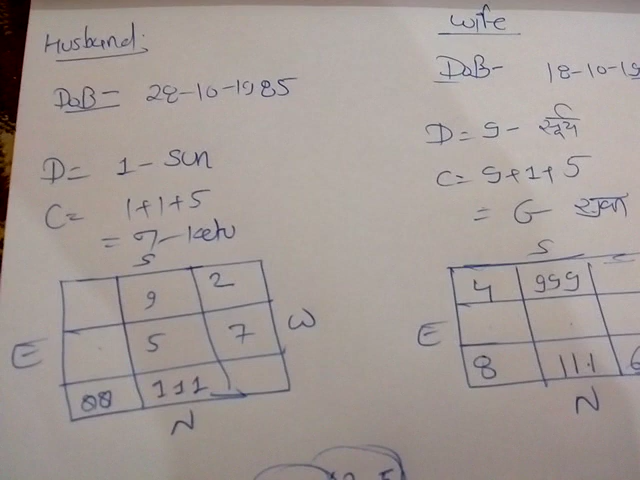 Husband:
DOB- 28-10-1985
D= 1 - Sun
C= 1+1+5
= 7 - Ketu
S
9 2
E 5 7 W
88 111
N
Wife
DOB- 18-10-19
D= 9 - सूर्य
C= 9+1+5
= 6 - शुक्र
S
4 999
E
8 111 6
N